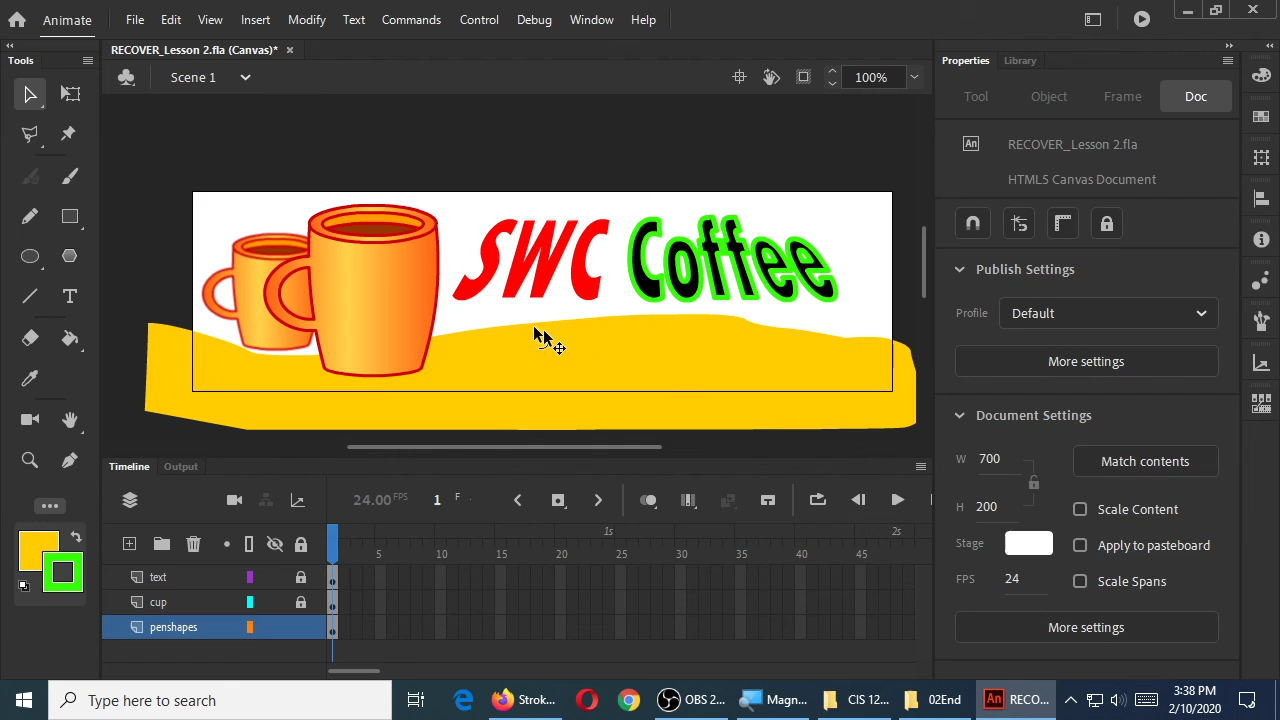 Animate File Edit View Insert Modify Text Commands Control Debug Window Help
RECOVER_Lesson 2.fla (Canvas)* ×
Tools
Scene 1
100%
SWC Coffee
Properties Library
Tool Object Frame Doc
An RECOVER_Lesson 2.fla
HTML5 Canvas Document
Publish Settings
Profile Default
More settings
Document Settings
W 700 Match contents
H 200 Scale Content
Stage Apply to pasteboard
FPS 24 Scale Spans
More settings
Timeline Output
24.00 FPS 1 F
1s 2s
5 10 15 20 25 30 35 40 45
text
cup
penshapes
Type here to search
Strok...
OBS 2...
Magn...
CIS 12...
02End
An RECO...
3:38 PM
2/10/2020